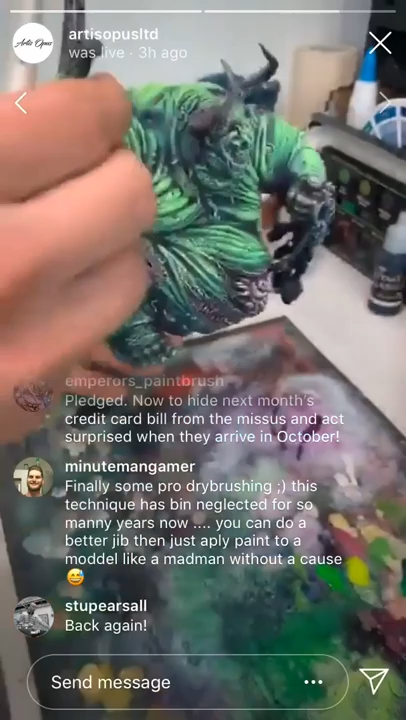 artisopusltd
Artis Opus
was live · 3h ago
emperors_paintbrush
Pledged. Now to hide next month's
credit card bill from the missus and act
surprised when they arrive in October!
minutemangamer
Finally some pro drybrushing ;) this
technique has bin neglected for so
manny years now .... you can do a
better jib then just aply paint to a
moddel like a madman without a cause
😅
stupearsall
Back again!
Send message